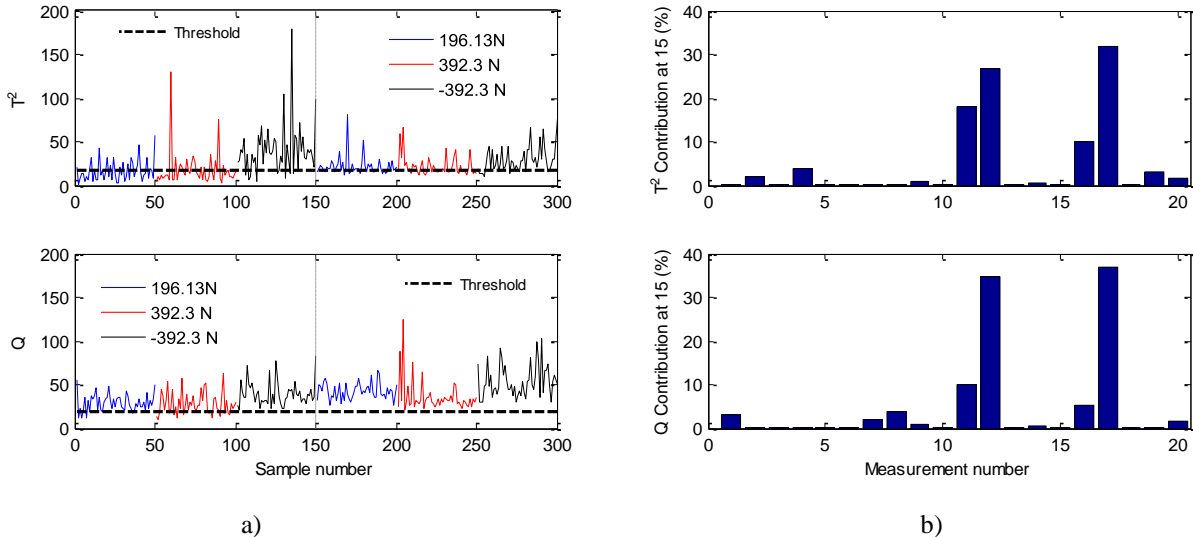 200
150
100
50
0
T²
Threshold
196.13N
392.3 N
-392.3 N
0 50 100 150 200 250 300
200
150
100
50
0
Q
196.13N
392.3 N
-392.3 N
Threshold
0 50 100 150 200 250 300
Sample number
a)
40
30
20
10
0
T² Contribution at 15 (%)
0 5 10 15 20
40
30
20
10
0
Q Contribution at 15 (%)
0 5 10 15 20
Measurement number
b)